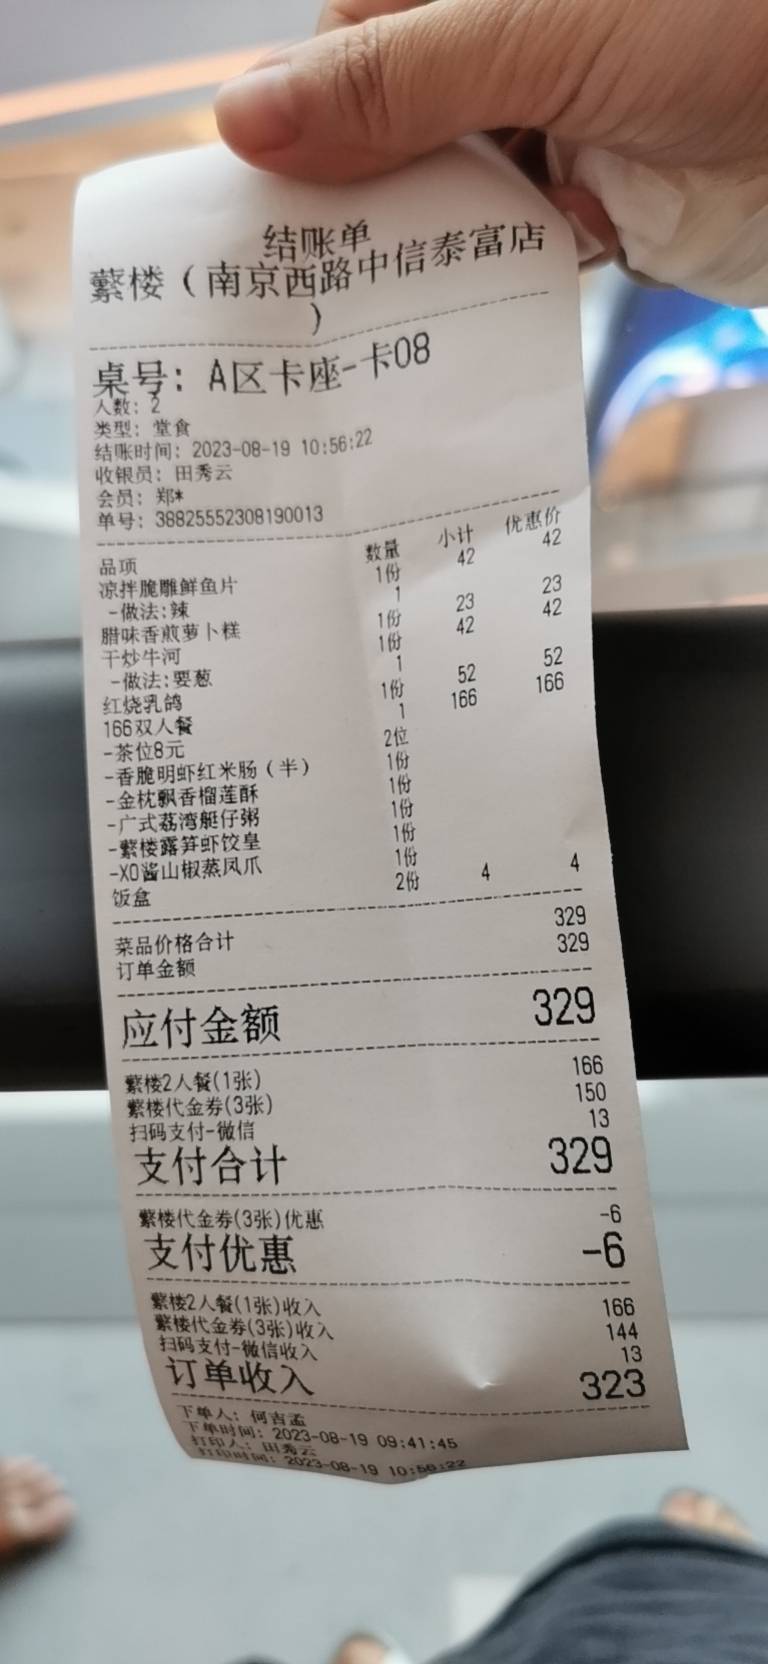 结账单
蘩楼（南京西路中信泰富店
）
桌号：A区卡座-卡08
人数：2
类型：堂食
结账时间：2023-08-19 10:56:22
收银员：田秀云
会员：郑*
单号：38825552308190013
品项 数量 小计 优惠价
凉拌脆雕鲜鱼片 1份 42 42
-做法:辣 1
腊味香煎萝卜糕 1份 23 23
干炒牛河 1份 42 42
-做法:要葱 1
红烧乳鸽 1份 52 52
166双人餐 1 166 166
-茶位8元 2位
-香脆明虾红米肠（半） 1份
-金枕飘香榴莲酥 1份
-广式荔湾艇仔粥 1份
-蘩楼露笋虾饺皇 1份
-XO酱山椒蒸凤爪 1份
饭盒 2份 4 4
菜品价格合计 329
订单金额 329
应付金额 329
蘩楼2人餐(1张) 166
蘩楼代金券(3张) 150
扫码支付-微信 13
支付合计 329
蘩楼代金券(3张)优惠 -6
支付优惠 -6
蘩楼2人餐(1张)收入 166
蘩楼代金券(3张)收入 144
扫码支付-微信收入 13
订单收入 323
下单人：何吉孟
下单时间：2023-08-19 09:41:45
打印人：田秀云
打印时间：2023-08-19 10:56:22